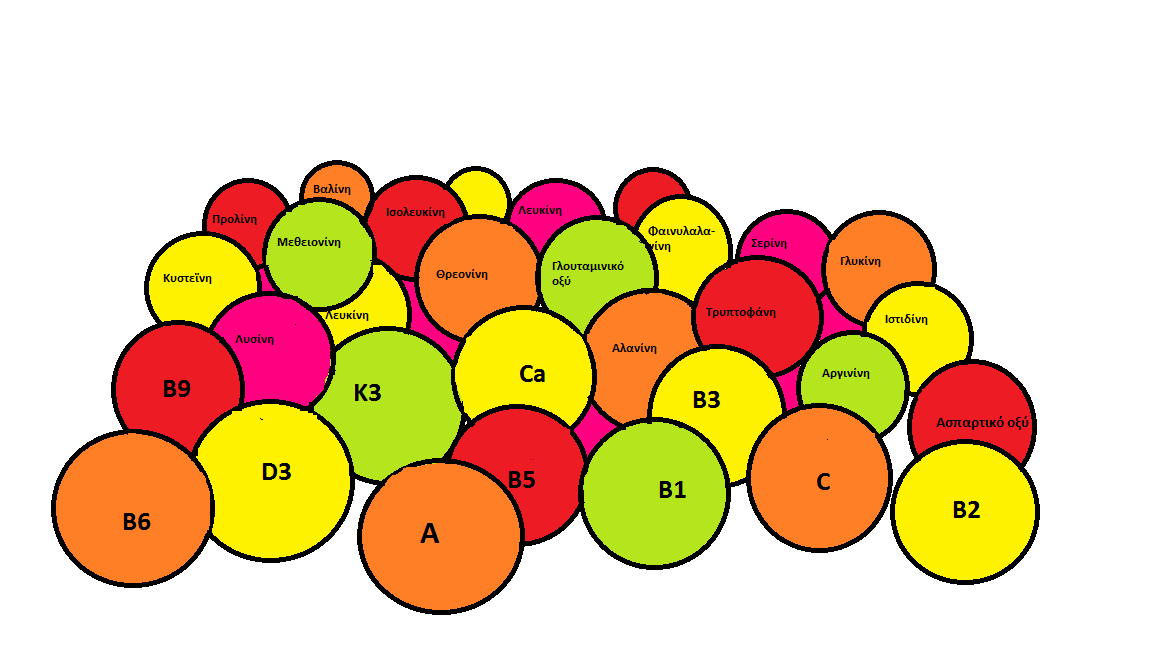 Βαλίνη
Προλίνη
Ισολευκίνη
Λευκίνη
Μεθειονίνη
Φαινυλαλα-
νίνη
Σερίνη
Κυστεΐνη
Θρεονίνη
Γλουταμινικό
οξύ
Γλυκίνη
Λευκίνη
Τρυπτοφάνη
Ιστιδίνη
Λυσίνη
Αλανίνη
Αργινίνη
B9
K3
Ca
B3
Ασπαρτικό οξύ
D3
B5
B1
C
B2
B6
A